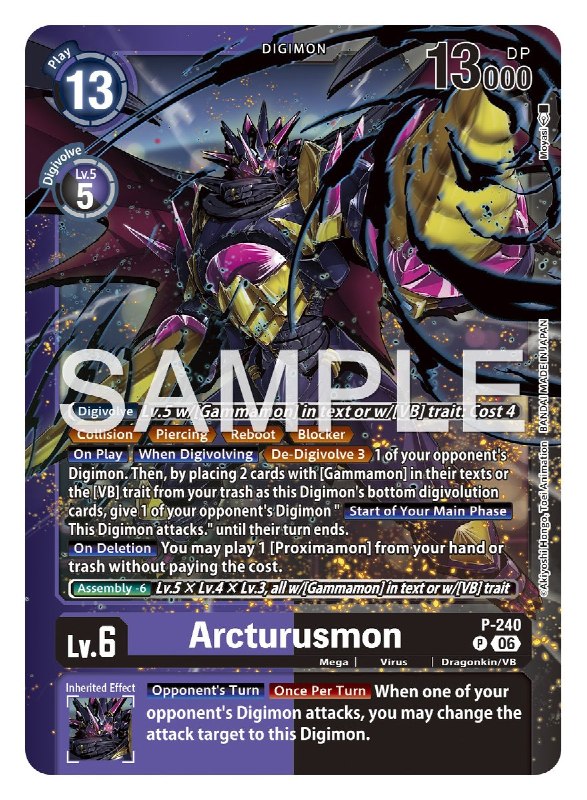 DIGIMON
Play
13
13000
DP
Digivolve
Lv.5
5
Moyasi
SAMPLE
Digivolve Lv.5 w/[Gammamon] in text or w/[VB] trait: Cost 4
Collision Piercing Reboot Blocker
On Play When Digivolving De-Digivolve 3 1 of your opponent's
Digimon. Then, by placing 2 cards with [Gammamon] in their texts or
the [VB] trait from your trash as this Digimon's bottom digivolution
cards, give 1 of your opponent's Digimon " Start of Your Main Phase
This Digimon attacks." until their turn ends.
On Deletion You may play 1 [Proximamon] from your hand or
trash without paying the cost.
Assembly -6 Lv.5 × Lv.4 × Lv.3, all w/[Gammamon] in text or w/[VB] trait
©Akiyoshi Hongo, Toei Animation BANDAI MADE IN JAPAN
Lv.6
Arcturusmon
P-240
P 06
Mega | Virus | Dragonkin/VB
Inherited Effect
Opponent's Turn Once Per Turn When one of your
opponent's Digimon attacks, you may change the
attack target to this Digimon.